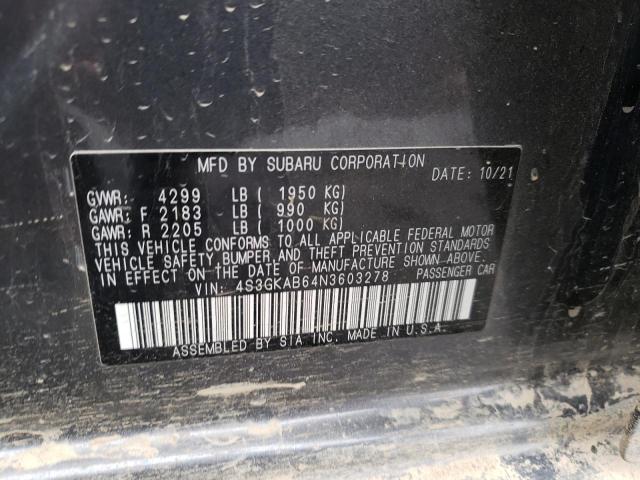 MFD BY SUBARU CORPORATION
DATE: 10/21
GVWR: 4299 LB ( 1950 KG)
GAWR: F 2183 LB ( 990 KG)
GAWR: R 2205 LB ( 1000 KG)
THIS VEHICLE CONFORMS TO ALL APPLICABLE FEDERAL MOTOR
VEHICLE SAFETY, BUMPER, AND THEFT PREVENTION STANDARDS
IN EFFECT ON THE DATE OF MANUFACTURE SHOWN ABOVE.
VIN: 4S3GKAB64N3603278 PASSENGER CAR
ASSEMBLED BY SIA INC. MADE IN U.S.A.